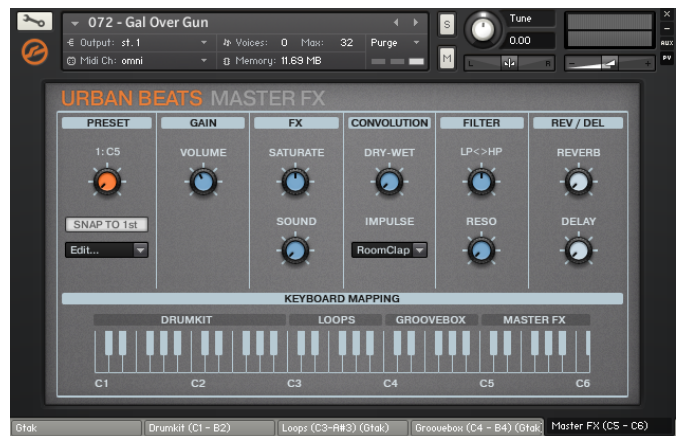 072 - Gal Over Gun
Output: st.1
Voices: 0 Max: 32 Purge
Midi Ch: omni
Memory: 11.69 MB
S
M
Tune
0.00
L R
- +
AUX
PV
URBAN BEATS MASTER FX
PRESET GAIN FX CONVOLUTION FILTER REV / DEL
1:C5 VOLUME SATURATE DRY-WET LP<>HP REVERB
SNAP TO 1st SOUND IMPULSE RESO DELAY
Edit... RoomClap
KEYBOARD MAPPING
DRUMKIT LOOPS GROOVEBOX MASTER FX
C1 C2 C3 C4 C5 C6
Gtak Drumkit (C1 - B2) Loops (C3-A#3) (Gtak) Groovebox (C4 - B4) (Gtak) Master FX (C5 - C6)